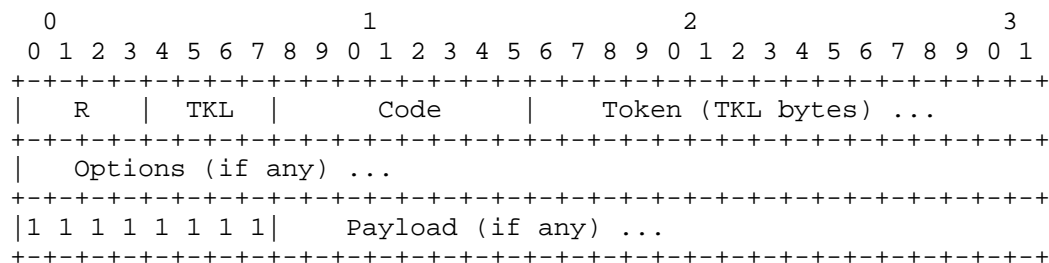 0                   1                   2                   3
 0 1 2 3 4 5 6 7 8 9 0 1 2 3 4 5 6 7 8 9 0 1 2 3 4 5 6 7 8 9 0 1
+-+-+-+-+-+-+-+-+-+-+-+-+-+-+-+-+-+-+-+-+-+-+-+-+-+-+-+-+-+-+-+-+
|   R   |  TKL  |      Code     |    Token (TKL bytes) ...
+-+-+-+-+-+-+-+-+-+-+-+-+-+-+-+-+-+-+-+-+-+-+-+-+-+-+-+-+-+-+-+-+
|   Options (if any) ...
+-+-+-+-+-+-+-+-+-+-+-+-+-+-+-+-+-+-+-+-+-+-+-+-+-+-+-+-+-+-+-+-+
|1 1 1 1 1 1 1 1|    Payload (if any) ...
+-+-+-+-+-+-+-+-+-+-+-+-+-+-+-+-+-+-+-+-+-+-+-+-+-+-+-+-+-+-+-+-+